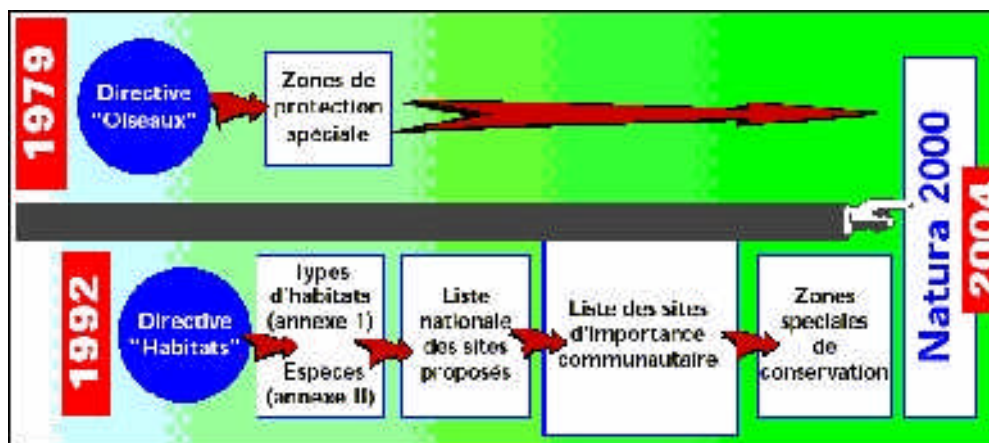 1979
Directive
"Oiseaux"
Zones de
protection
spéciale
1992
Directive
"Habitats"
Types
d'habitats
(annexe 1)
Espèces
(annexe II)
Liste
nationale
des sites
proposés
Liste des sites
d'importance
communautaire
Zones
speciales
de
conservation
Natura 2000
2004